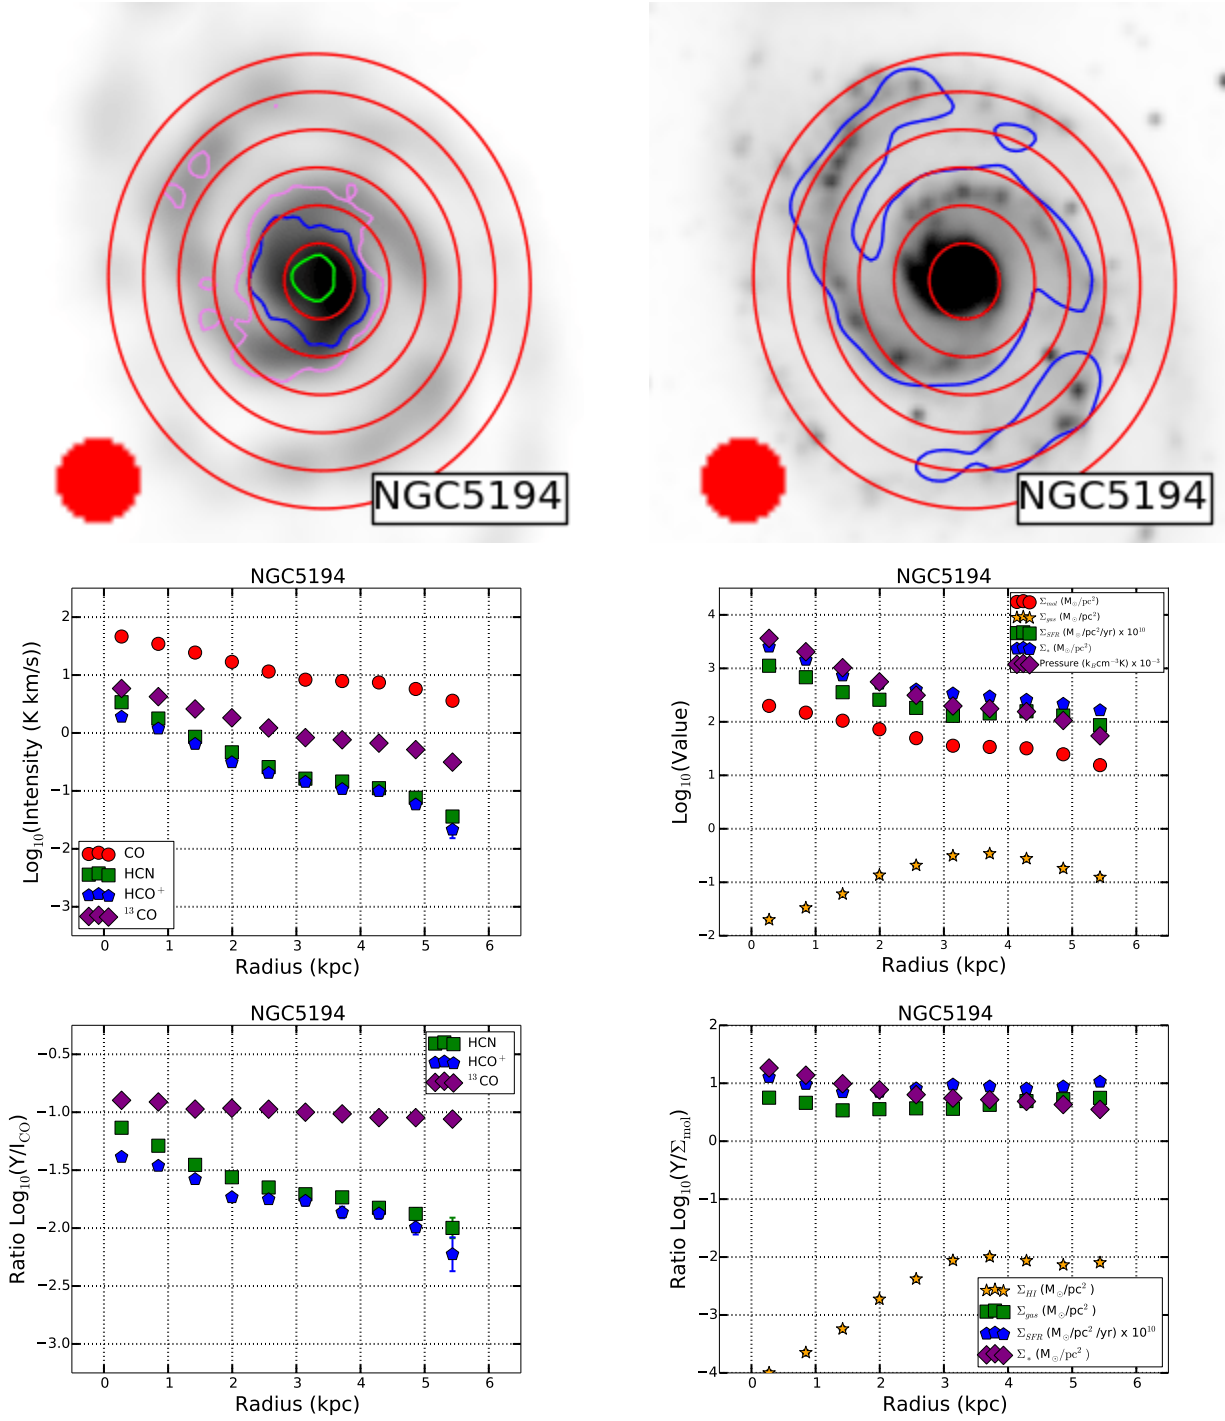 NGC5194
NGC5194
NGC5194
Log₁₀(Intensity (K km/s))
2
1
0
−1
−2
−3
CO
HCN
HCO⁺
¹³CO
0 1 2 3 4 5 6
Radius (kpc)
NGC5194
Log₁₀(Value)
4
3
2
1
0
−1
−2
Σmol (M☉/pc²)
Σgas (M☉/pc²)
ΣSFR (M☉/pc²/yr) x 10¹⁰
Σ* (M☉/pc²)
Pressure (k_Bcm⁻³K) x 10⁻³
0 1 2 3 4 5 6
Radius (kpc)
NGC5194
Ratio Log₁₀(Y/I_CO)
−0.5
−1.0
−1.5
−2.0
−2.5
−3.0
HCN
HCO⁺
¹³CO
0 1 2 3 4 5 6
Radius (kpc)
NGC5194
Ratio Log₁₀(Y/Σmol)
2
1
0
−1
−2
−3
−4
Σ_HI (M☉/pc² )
Σgas (M☉/pc² )
ΣSFR (M☉/pc² /yr) x 10¹⁰
Σ* (M☉/pc² )
0 1 2 3 4 5 6
Radius (kpc)